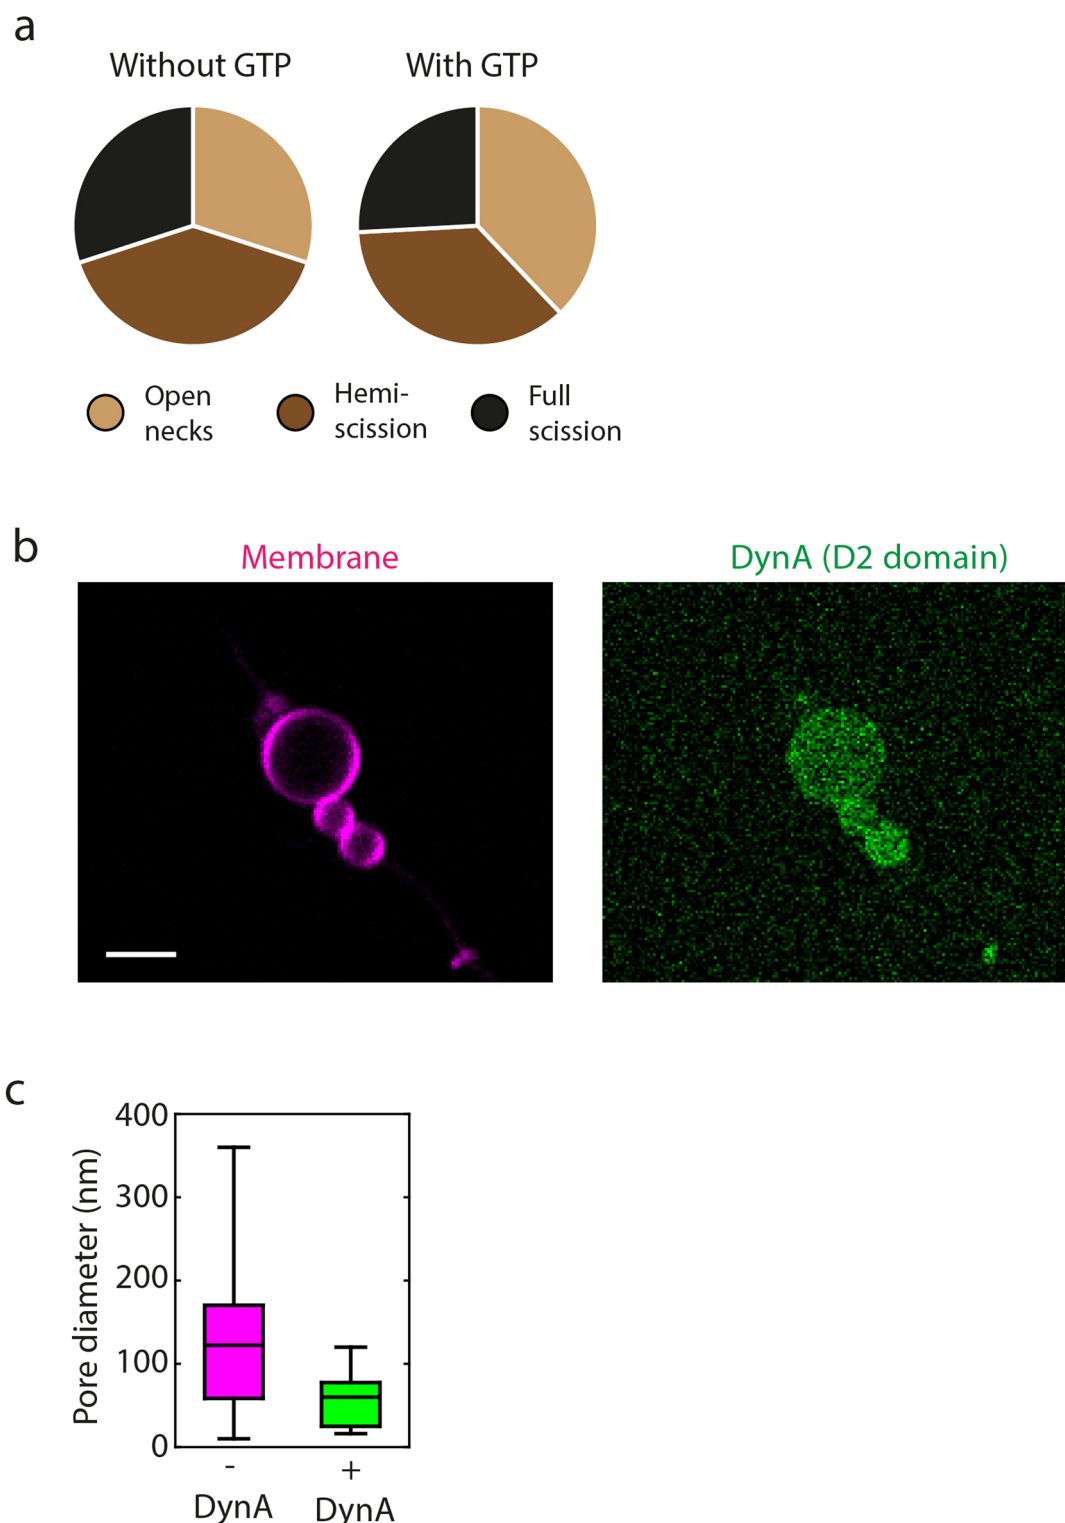 a
Without GTP
With GTP
Open
necks
Hemi-
scission
Full
scission
b
Membrane
DynA (D2 domain)
c
Pore diameter (nm)
400
300
200
100
0
-
DynA
+
DynA